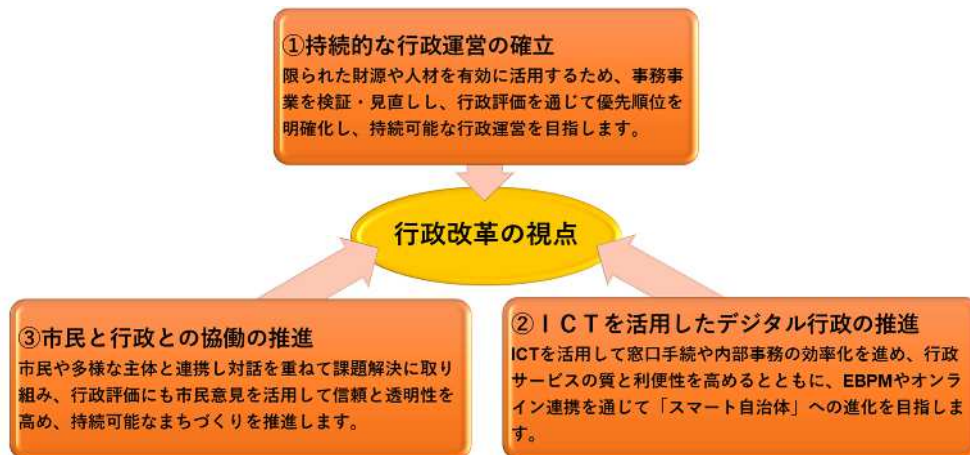 ①持続的な行政運営の確立
限られた財源や人材を有効に活用するため、事務事
業を検証・見直しし、行政評価を通じて優先順位を
明確化し、持続可能な行政運営を目指します。
行政改革の視点
②ＩＣＴを活用したデジタル行政の推進
ICTを活用して窓口手続や内部事務の効率化を進め、行政
サービスの質と利便性を高めるとともに、EBPMやオンラ
イン連携を通じて「スマート自治体」への進化を目指しま
す。
③市民と行政との協働の推進
市民や多様な主体と連携し対話を重ねて課題解決に取り
組み、行政評価にも市民意見を活用して信頼と透明性を
高め、持続可能なまちづくりを推進します。